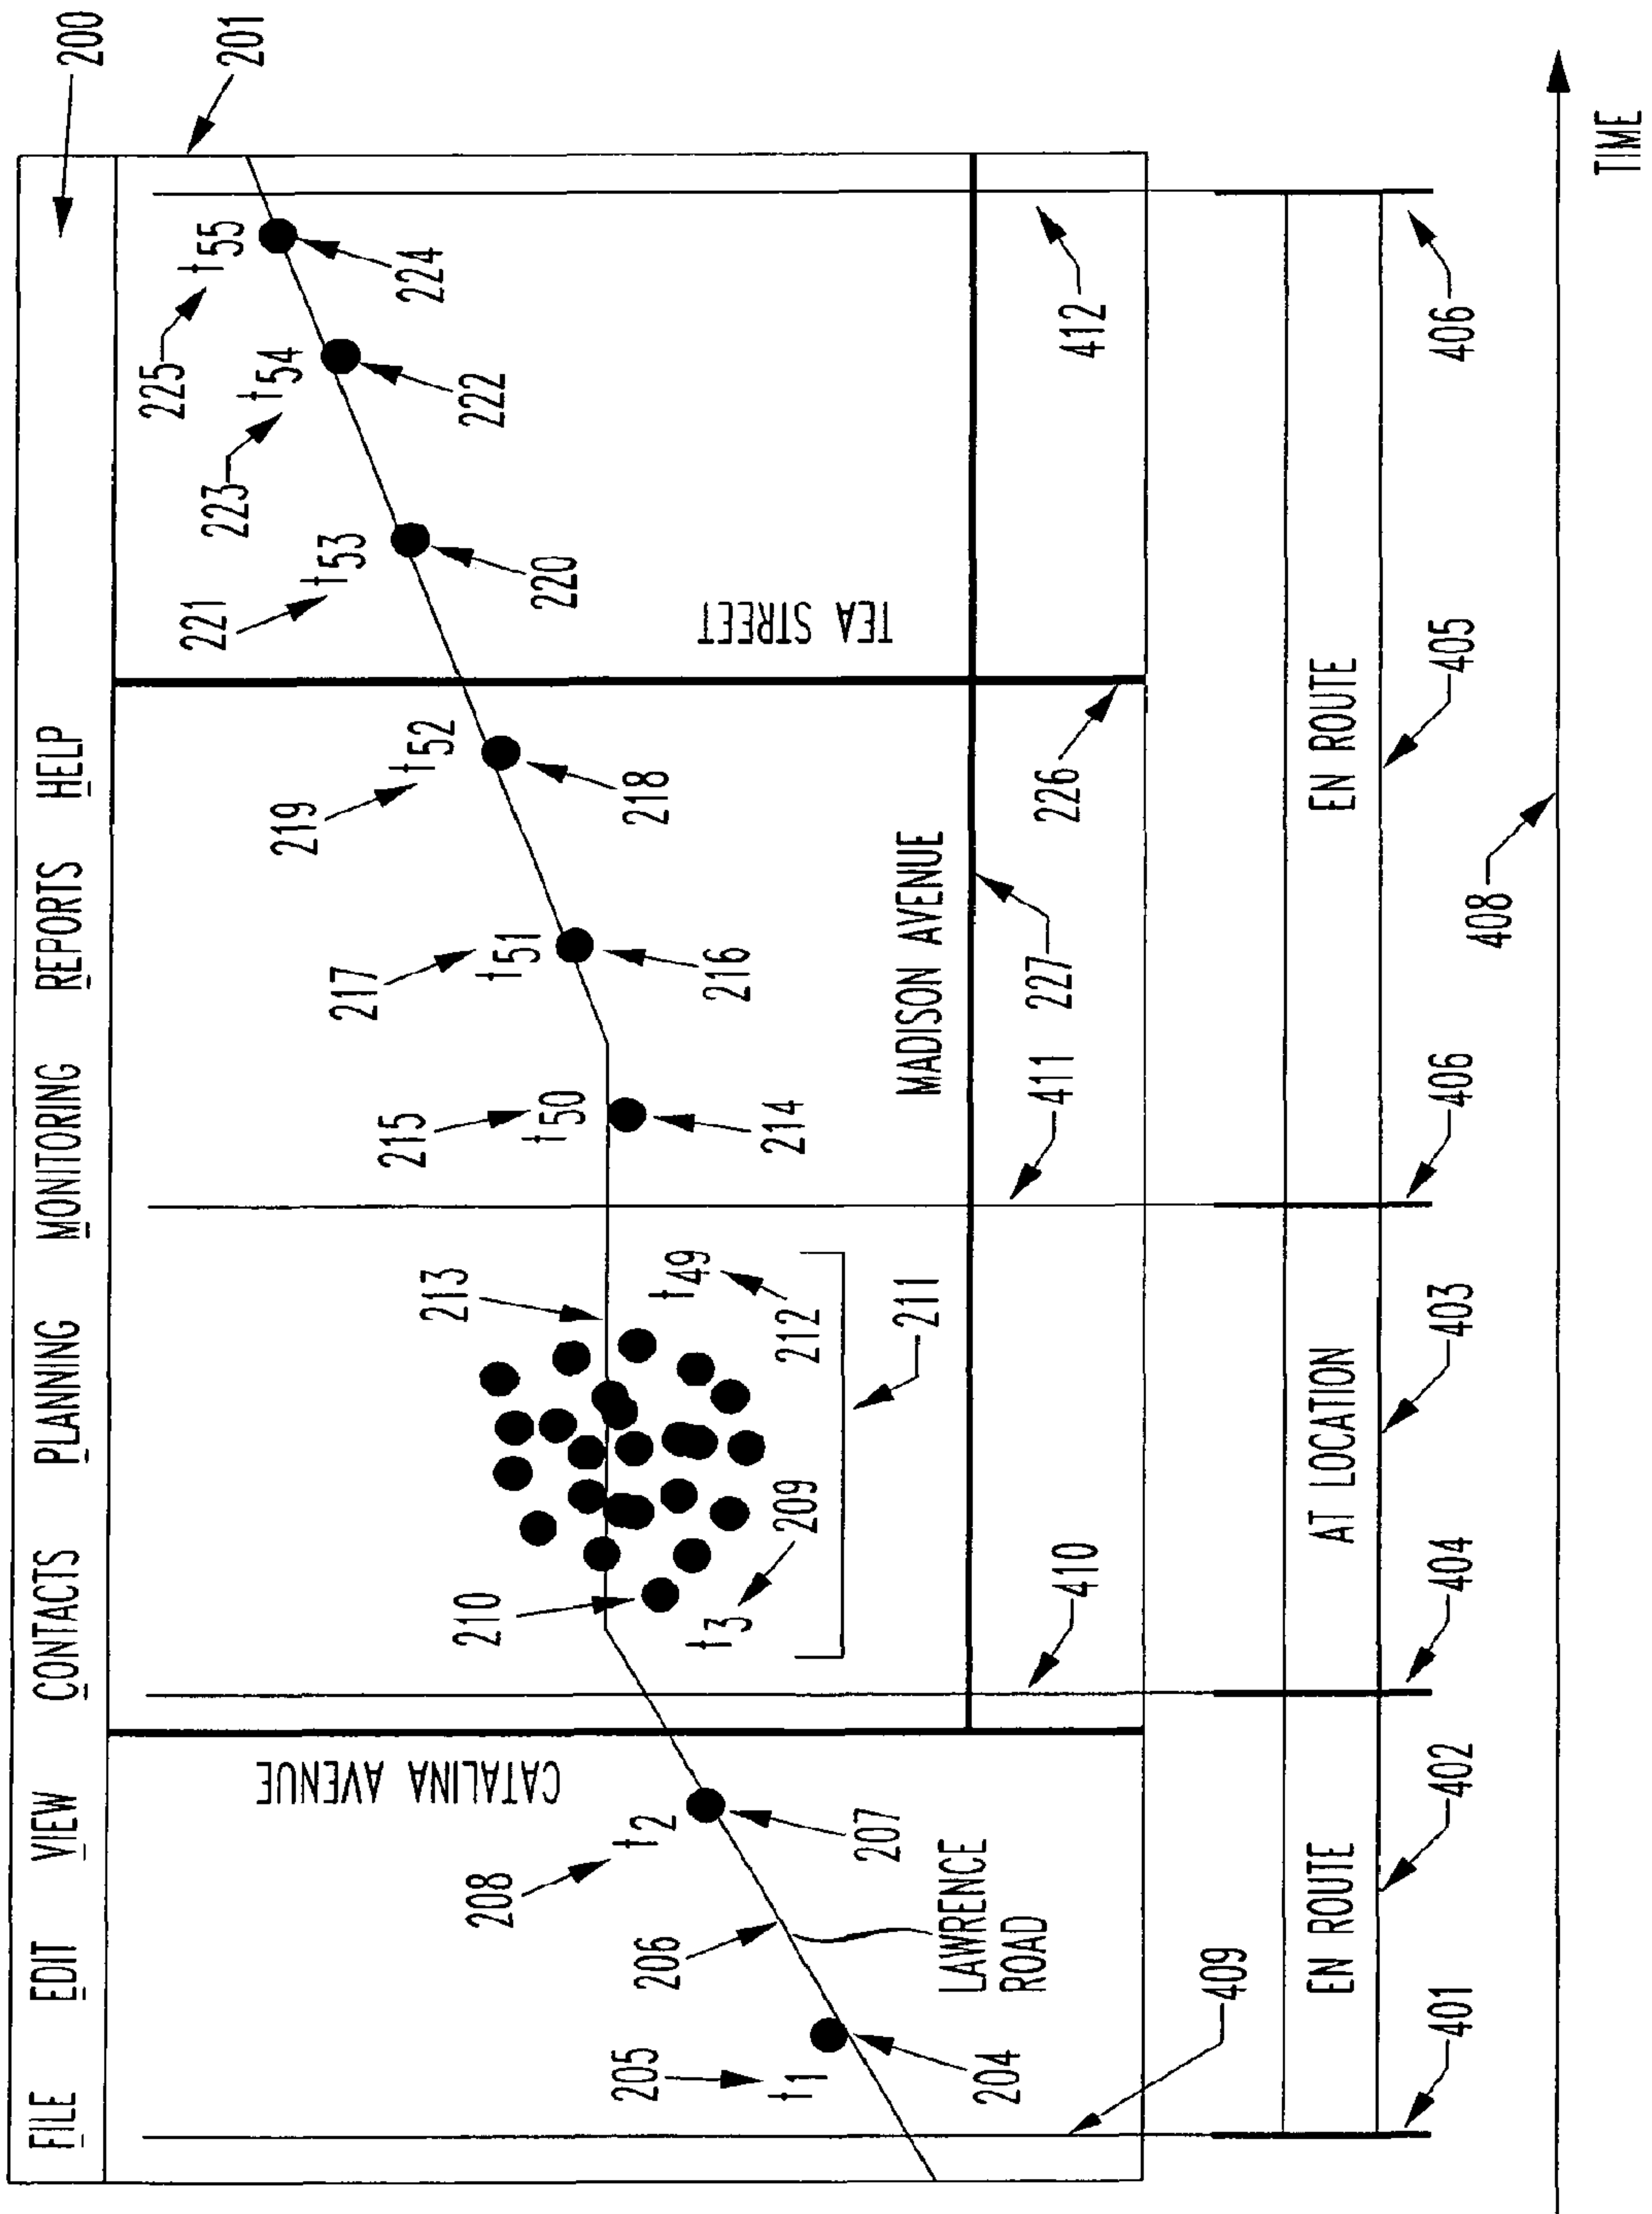 FILE EDIT VIEW CONTACTS PLANNING MONITORING REPORTS HELP
200
201
225
t55
223
t54
224
221
t53
222
219
t52
220
217
t51
218
215
t50
216
213
214
210
t49
212
t3
209
211
208
t2
207
206
205
t1
204
CATALINA AVENUE
TEA STREET
LAWRENCE
ROAD
MADISON AVENUE
227
226
409
410
411
412
EN ROUTE
AT LOCATION
EN ROUTE
401
402
404
403
406
405
406
408
TIME